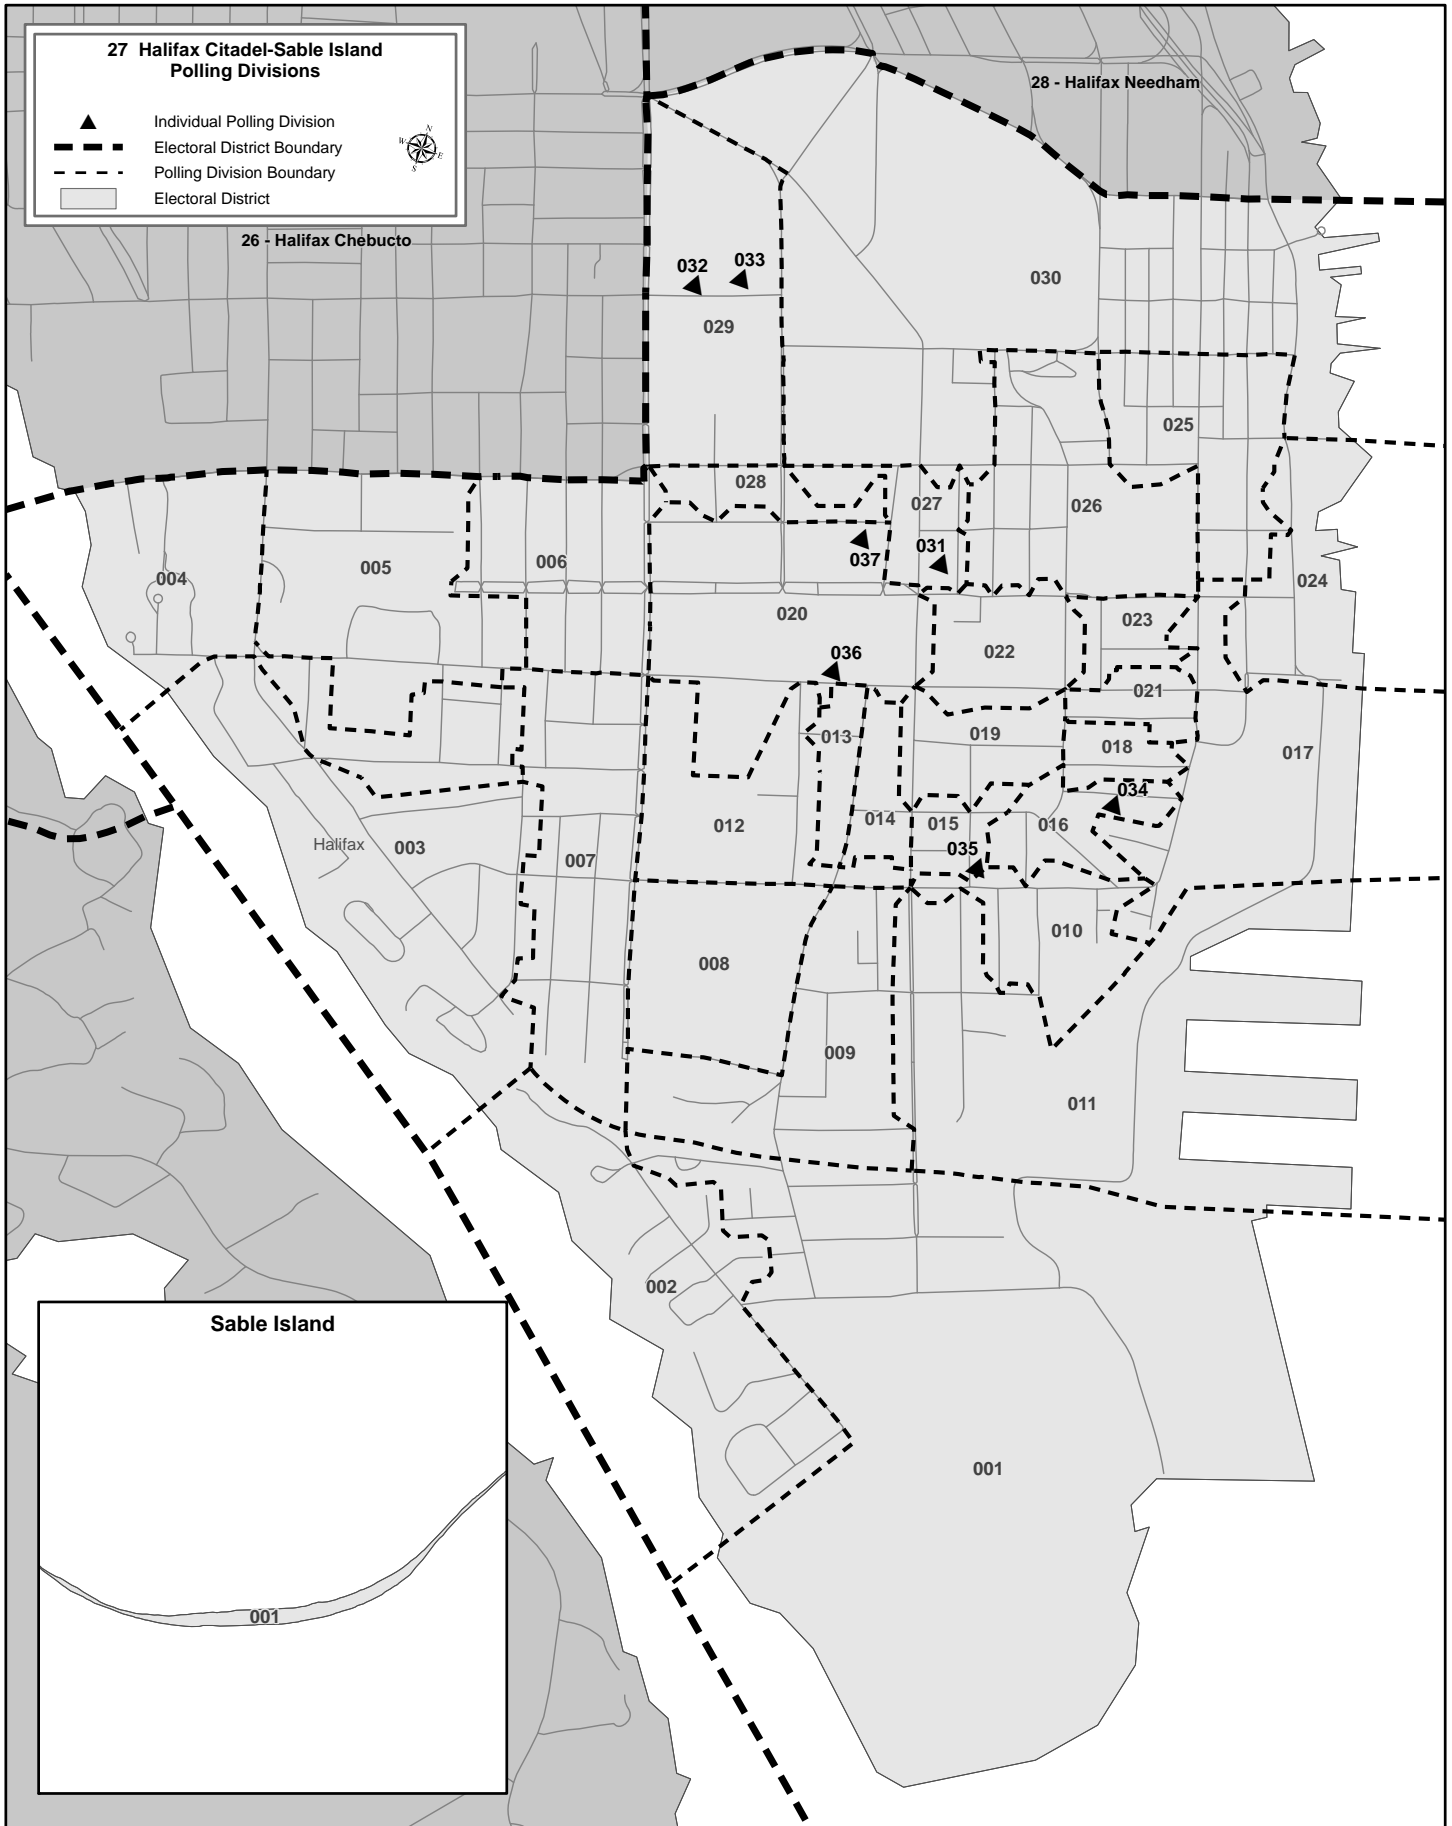 27 Halifax Citadel-Sable Island
Polling Divisions
Individual Polling Division
Electoral District Boundary
Polling Division Boundary
Electoral District
N
W
E
S
28 - Halifax Needham
26 - Halifax Chebucto
032
033
030
029
025
028
027
026
037
031
006
005
004
024
020
023
022
036
021
013
019
018
017
034
012
014
015
016
Halifax
003
007
035
010
008
009
011
002
001
Sable Island
001